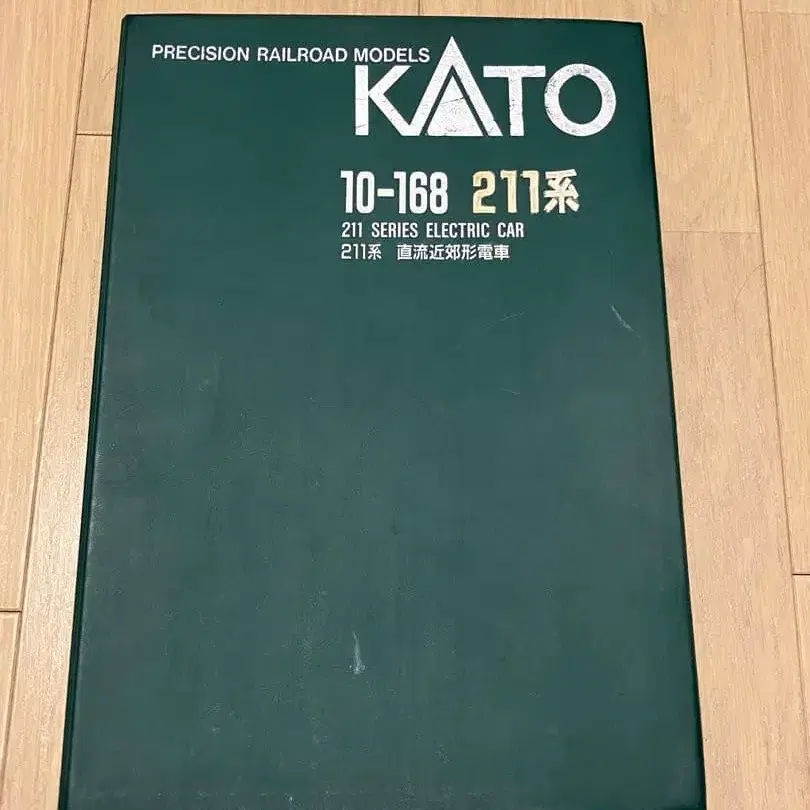 PRECISION RAILROAD MODELS
KATO
10-168 211系
211 SERIES ELECTRIC CAR
211系 直流近郊形電車